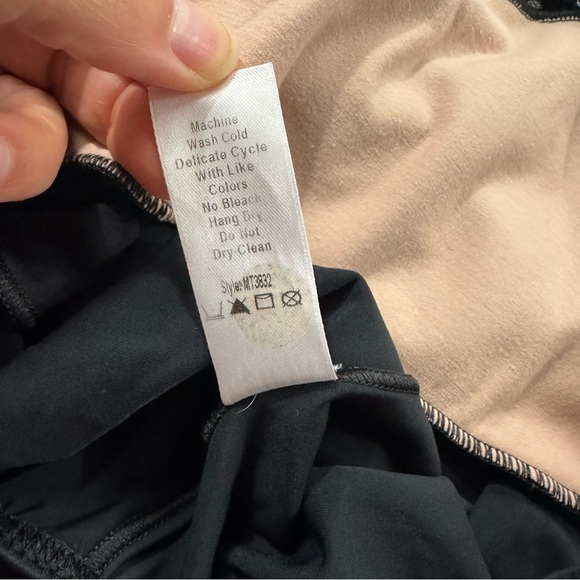 Machine
Wash Cold
Delicate Cycle
With Like
Colors
No Bleach
Hang Dry
Do Not
Dry Clean
Style: MT3832